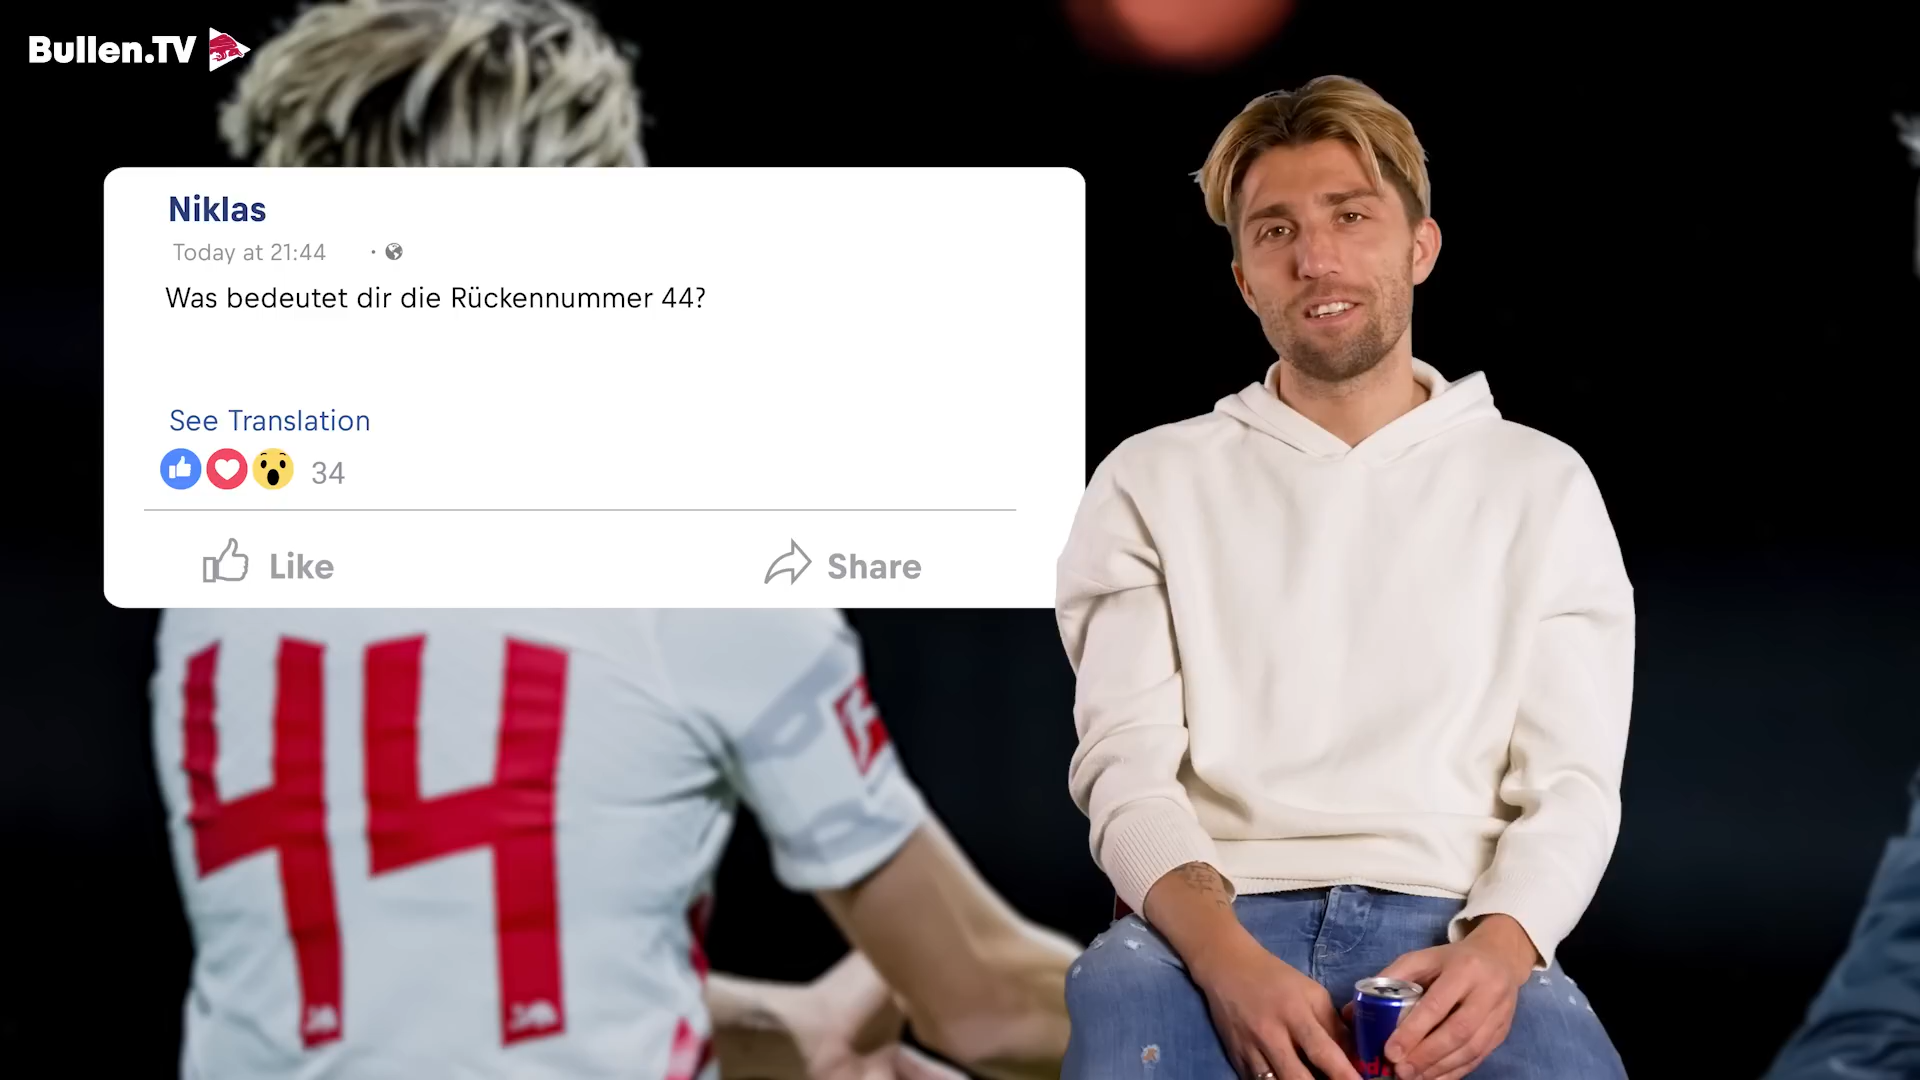 Bullen.TV
Niklas
Today at 21:44
Was bedeutet dir die Rückennummer 44?
See Translation
34
Like
Share
44